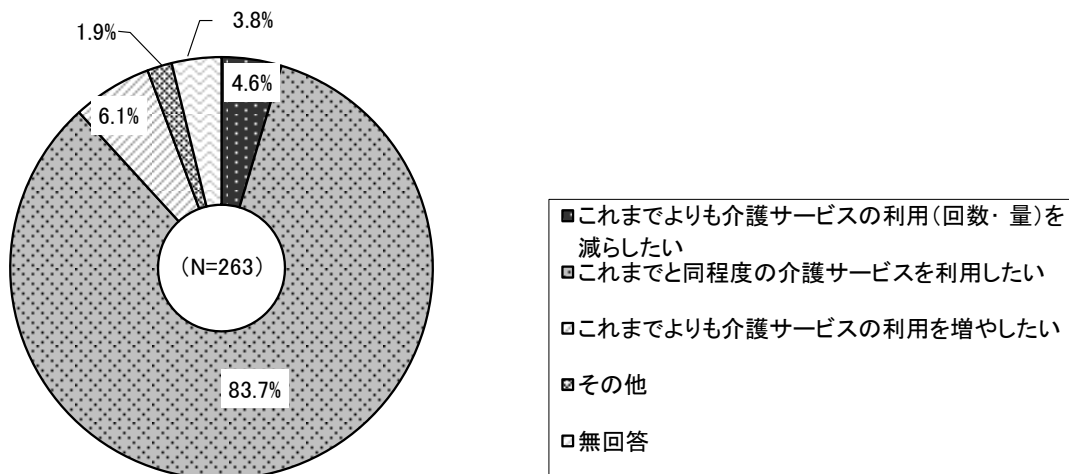 3.8%
1.9%
4.6%
6.1%
（N=263）
83.7%
これまでよりも介護サービスの利用（回数・ 量）を
減らしたい
これまでと同程度の介護サービスを利用したい
これまでよりも介護サービスの利用を増やしたい
その他
無回答